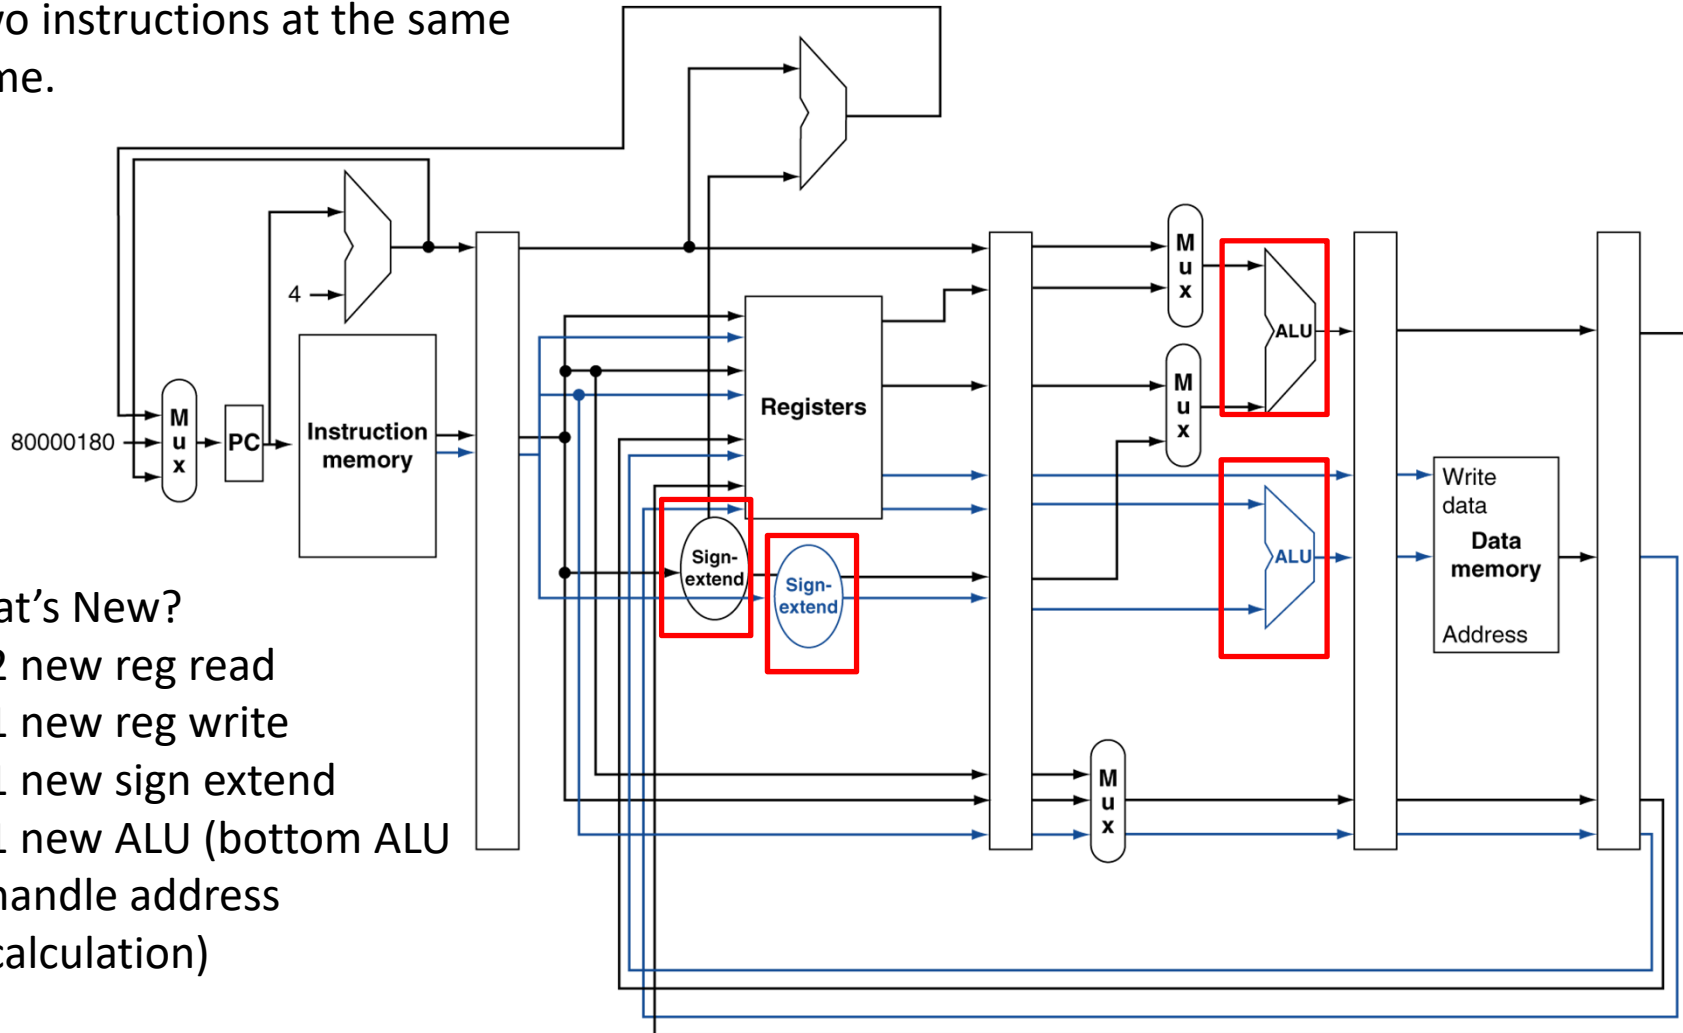 vo instructions at the same
me.
4
M
u
x
80000180
PC
Instruction
memory
Registers
Sign-
extend
Sign-
extend
M
u
x
M
u
x
ALU
ALU
Write
data
Data
memory
Address
M
u
x
at’s New?
2 new reg read
1 new reg write
1 new sign extend
1 new ALU (bottom ALU
handle address
calculation)